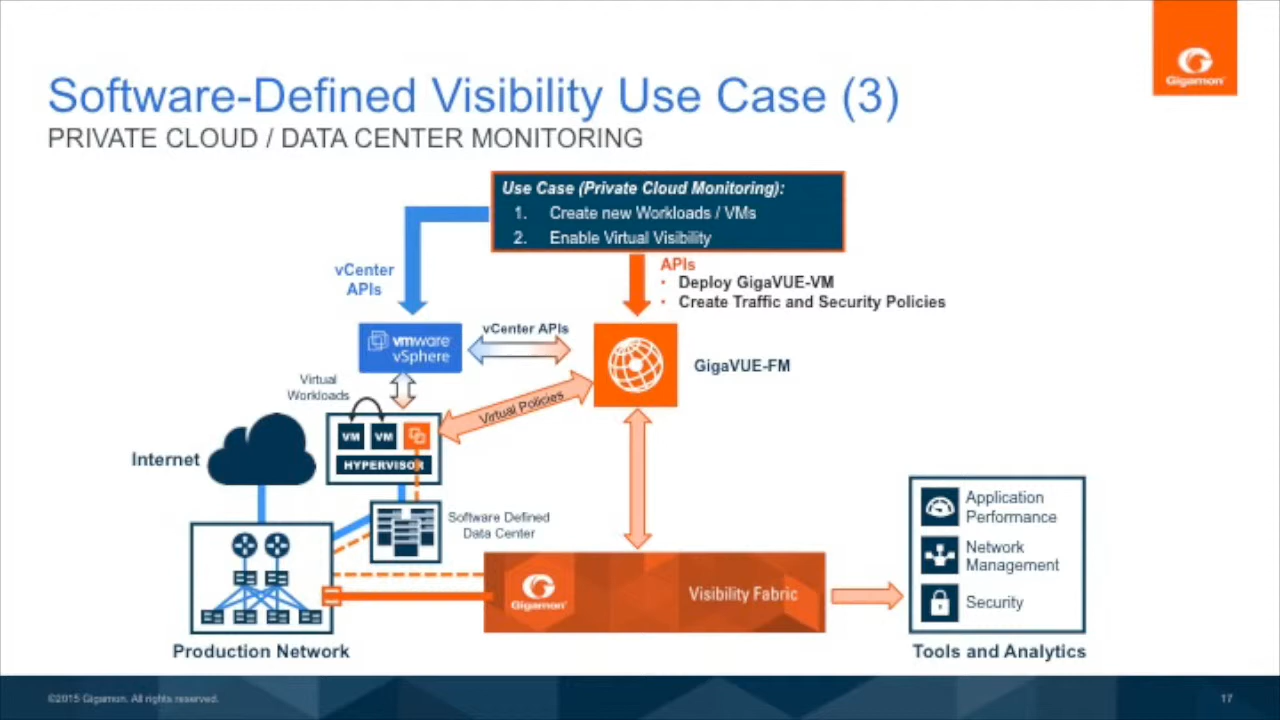 Gigamon®
Software-Defined Visibility Use Case (3)
PRIVATE CLOUD / DATA CENTER MONITORING
Use Case (Private Cloud Monitoring):
1. Create new Workloads / VMs
2. Enable Virtual Visibility
vCenter
APIs
APIs
• Deploy GigaVUE-VM
• Create Traffic and Security Policies
vmware
vSphere
vCenter APIs
GigaVUE-FM
Virtual
Workloads
Virtual Policies
VM VM
HYPERVISOR
Internet
Software Defined
Data Center
Application
Performance
Network
Management
Security
Gigamon®
Visibility Fabric
Production Network
Tools and Analytics
©2015 Gigamon. All rights reserved.
17